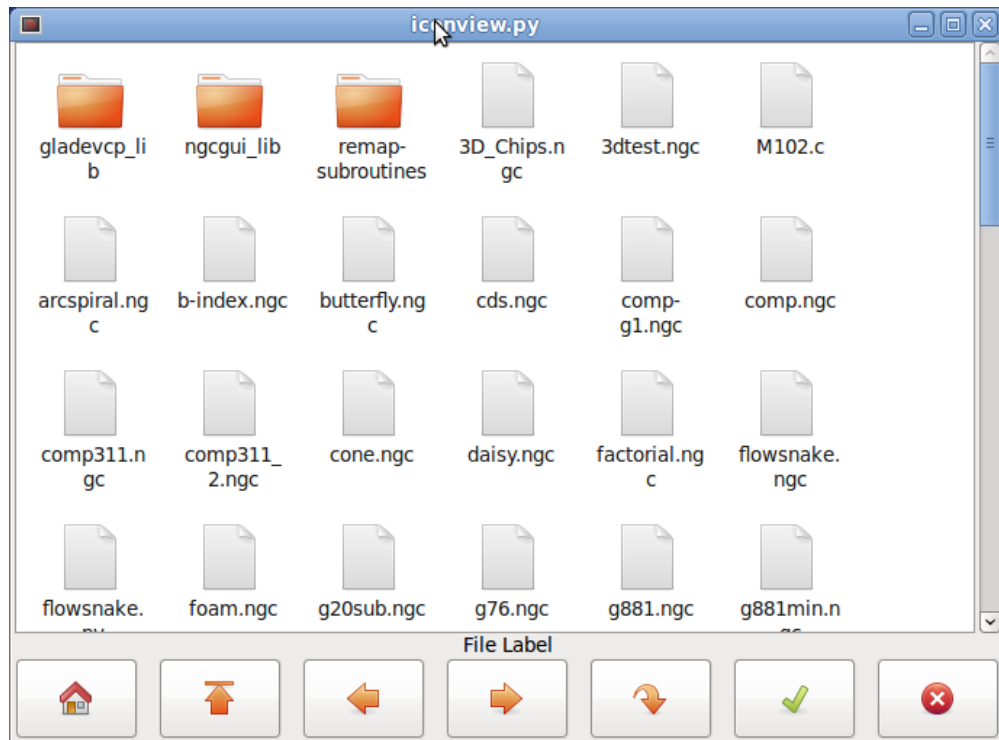 iconview.py
gladevcp_li
b
ngcgui_lib
remap-
subroutines
3D_Chips.n
gc
3dtest.ngc
M102.c
arcspiral.ng
c
b-index.ngc
butterfly.ng
c
cds.ngc
comp-
g1.ngc
comp.ngc
comp311.n
gc
comp311_
2.ngc
cone.ngc
daisy.ngc
factorial.ng
c
flowsnake.
ngc
flowsnake.
foam.ngc
g20sub.ngc
g76.ngc
g881.ngc
g881min.n
File Label